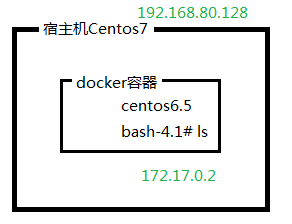 192.168.80.128
宿主机Centos7
docker容器
centos6.5
bash-4.1# ls
172.17.0.2